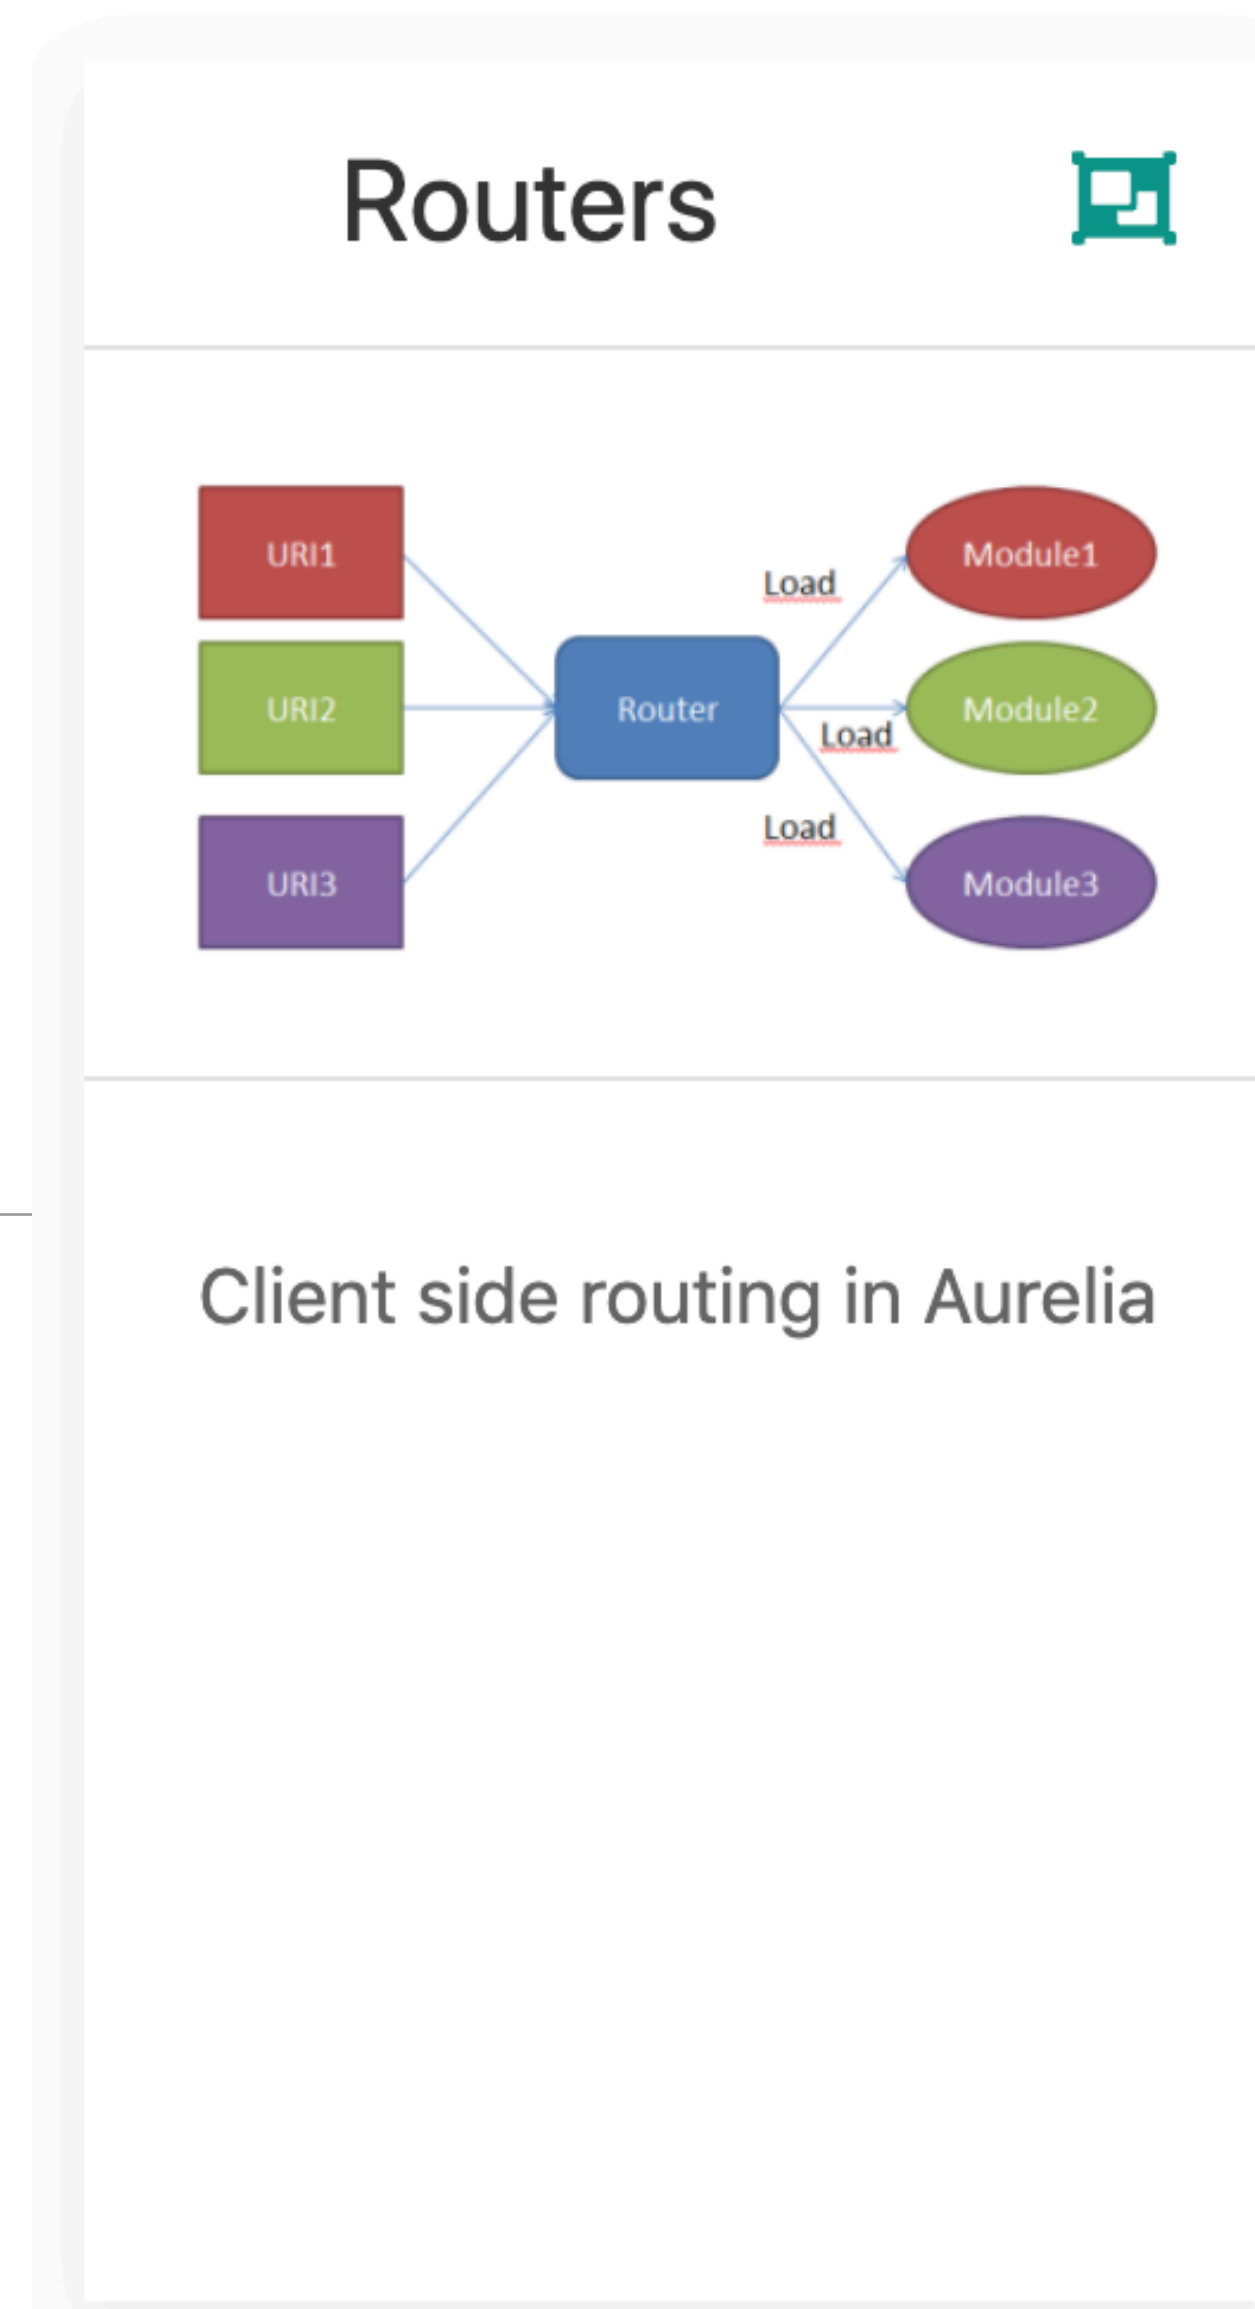 Routers
URI1
Load
Module1
URI2
Router
Module2
Load
Load
URI3
Module3
Client side routing in Aurelia